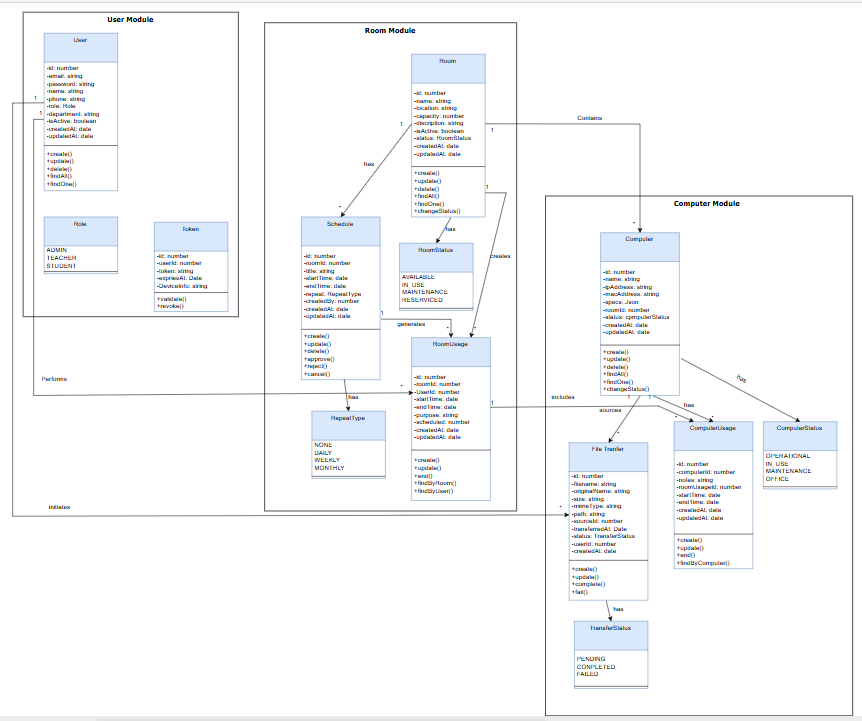 User Module
User
-id: number
-email: string
-password: string
-name: string
-phone: string
-role: Role
-department: string
-isActive: boolean
-createdAt: date
-updatedAt: date
+create()
+update()
+delete()
+findAll()
+findOne()
1
1
Role
ADMIN
TEACHER
STUDENT
Token
-id: number
-userId: number
-token: string
-expriesAt: Date
-DeviceInfo: string
+validate()
+revoke()
Performs
initiates
Room Module
Room
-id: number
-name: string
-location: string
-capacity: number
-discription: string
-isActive: boolean
-status: RoomStatus
-createdAt: date
-updatedAt: date
+create()
+update()
+delete()
+findAll()
+findOne()
+changeStatus()
1
1
1
has
*
has
creates
Contains
Schedule
-id: number
-roomId: number
-title: string
-startTime: date
-endTime: date
-repeat: RepeatType
-createdBy: number
-createdAt: date
-updatedAt: date
+create()
+update()
+delete()
+approve()
+reject()
+cancel()
RoomStatus
AVAILABLE
IN_USE
MAINTENANCE
RESERVICED
1
generates
*
*
RoomUsage
-id: number
-roomId: number
-UserId: number
-startTime: date
-endTime: date
-purpose: string
-scheduled: number
-createdAt: date
-updatedAt: date
+create()
+update()
+end()
+findByRoom()
+findByUser()
*
1
has
RepeatType
NONE
DAILY
WEEKLY
MONTHLY
includes
Computer Module
*
Computer
-id: number
-name: string
-ipAddress: string
-macAddress: string
-specs: Json
-roomId: number
-status: cpmputerStatus
-createdAt: date
-updatedAt: date
+create()
+update()
+delete()
+findAll()
+findOne()
+changeStatus()
1
1
sources
has
has
*
*
*
*
File Tranfer
-id: number
-filename: string
-originalName: string
-size: string
-mimeType: string
-path: string
-sourceId: number
-transferredAt: Date
-status: TransferStatus
-userId: number
-createdAt: date
+create()
+update()
+complete()
+fail()
ComputerUsage
-id: number
-computerId: number
-notes: string
-roomUsageId: number
-startTime: date
-endTime: date
-createdAt: date
-updatedAt: date
+create()
+update()
+end()
+findByComputer()
ComputerStatus
OPERATIONAL
IN_USE
MAINTENANCE
OFFICE
has
TransferStatus
PENDING
FAILED